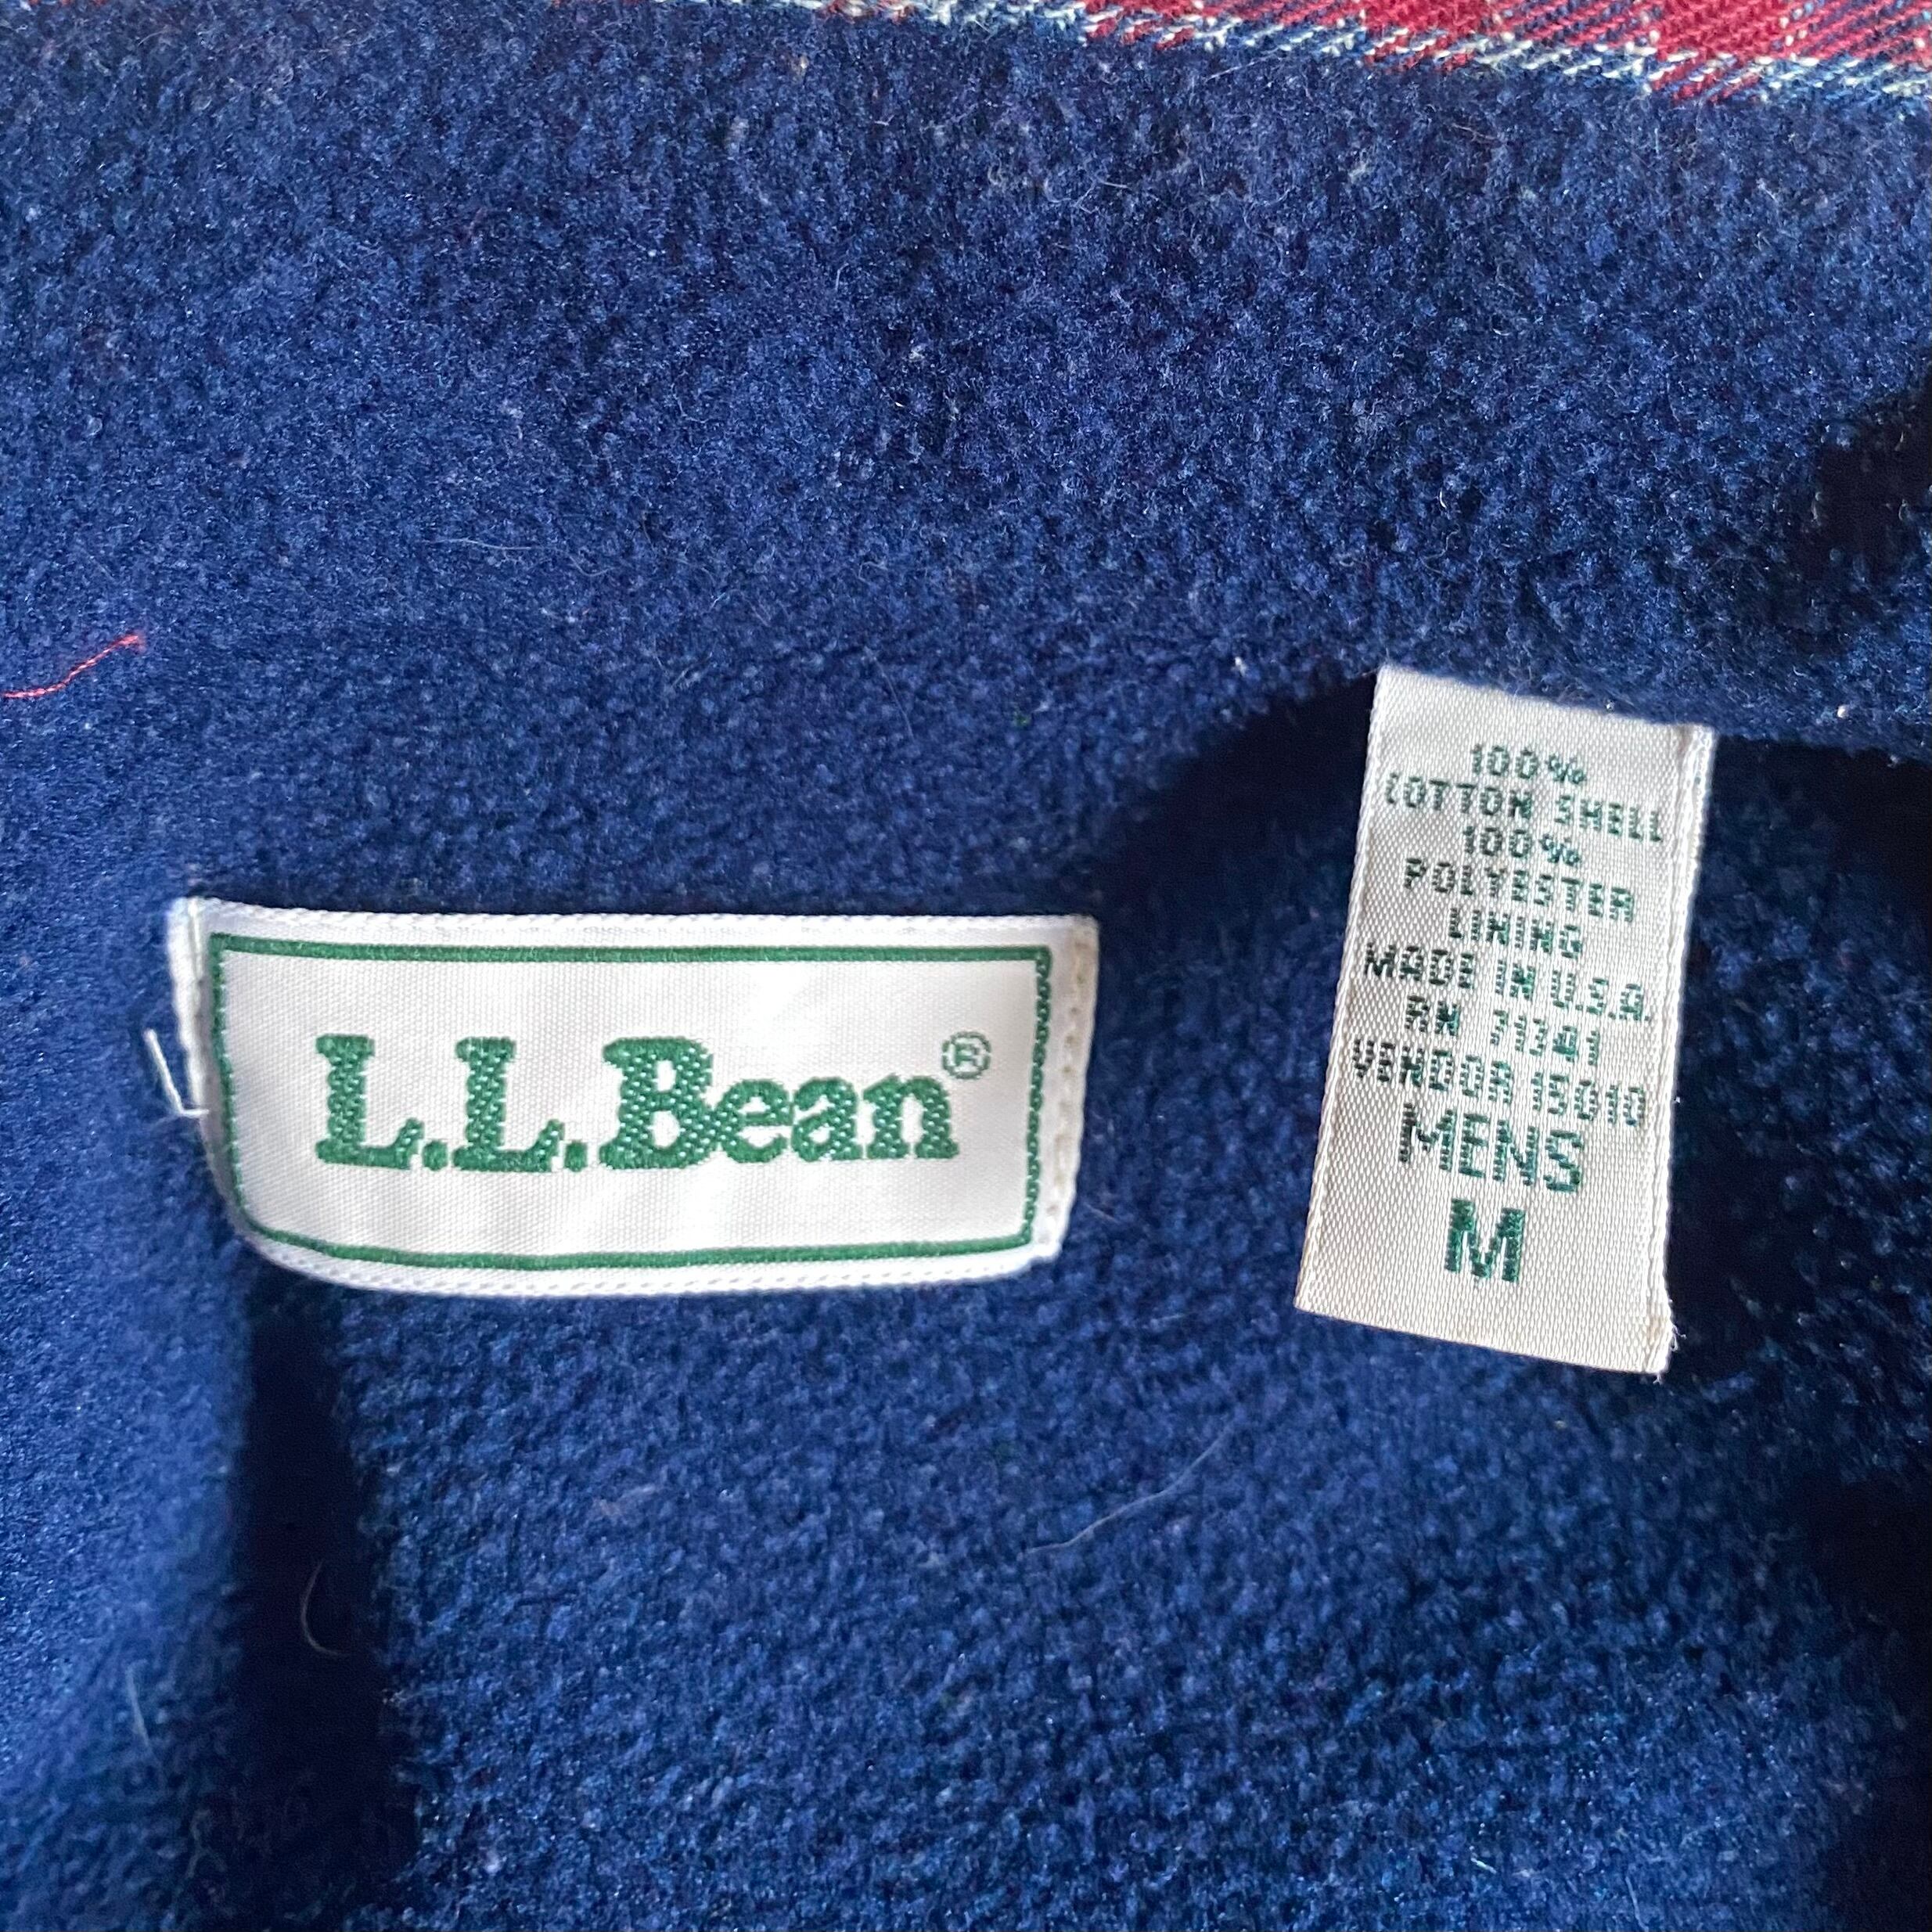 L.L.Bean®
100%
COTTON SHELL
100%
POLYESTER
LINING
MADE IN U.S.A.
RN 71341
VENDOR 15010
MENS
M